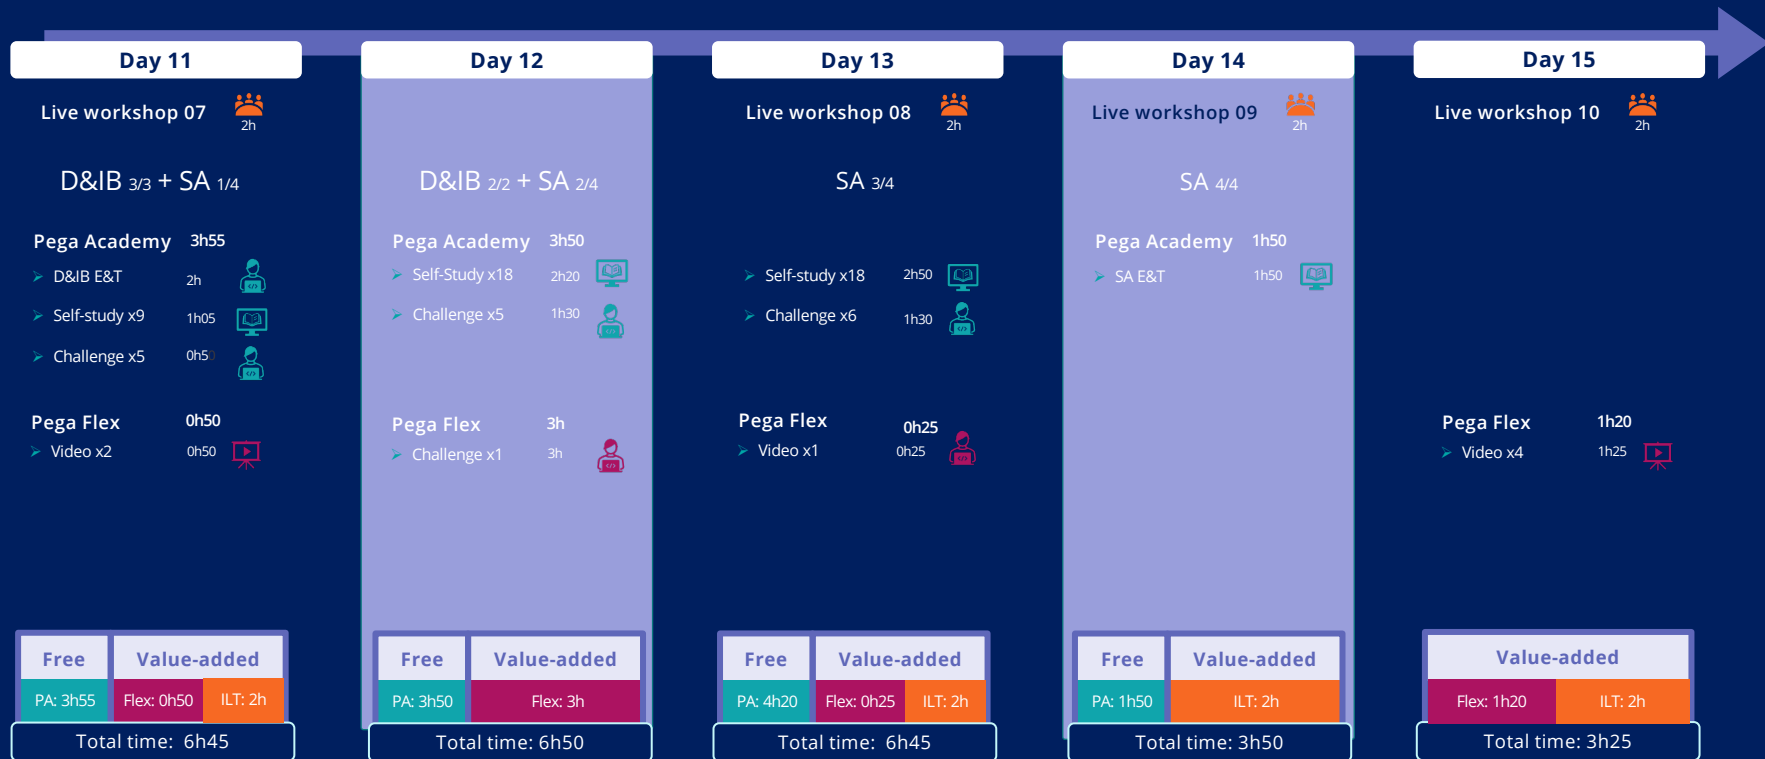 Day 11
Live workshop 07
2h
D&IB 3/3 + SA 1/4
Pega Academy 3h55
D&IB E&T 2h
Self-study x9 1h05
Challenge x5 0h50
Pega Flex 0h50
Video x2 0h50
Free Value-added
PA: 3h55 Flex: 0h50 ILT: 2h
Total time: 6h45
Day 12
D&IB 2/2 + SA 2/4
Pega Academy 3h50
Self-Study x18 2h20
Challenge x5 1h30
Pega Flex 3h
Challenge x1 3h
Free Value-added
PA: 3h50 Flex: 3h
Total time: 6h50
Day 13
Live workshop 08
2h
SA 3/4
Self-study x18 2h50
Challenge x6 1h30
Pega Flex 0h25
Video x1 0h25
Free Value-added
PA: 4h20 Flex: 0h25 ILT: 2h
Total time: 6h45
Day 14
Live workshop 09
2h
SA 4/4
Pega Academy 1h50
SA E&T 1h50
Free Value-added
PA: 1h50 ILT: 2h
Total time: 3h50
Day 15
Live workshop 10
2h
Pega Flex 1h20
Video x4 1h25
Value-added
Flex: 1h20 ILT: 2h
Total time: 3h25